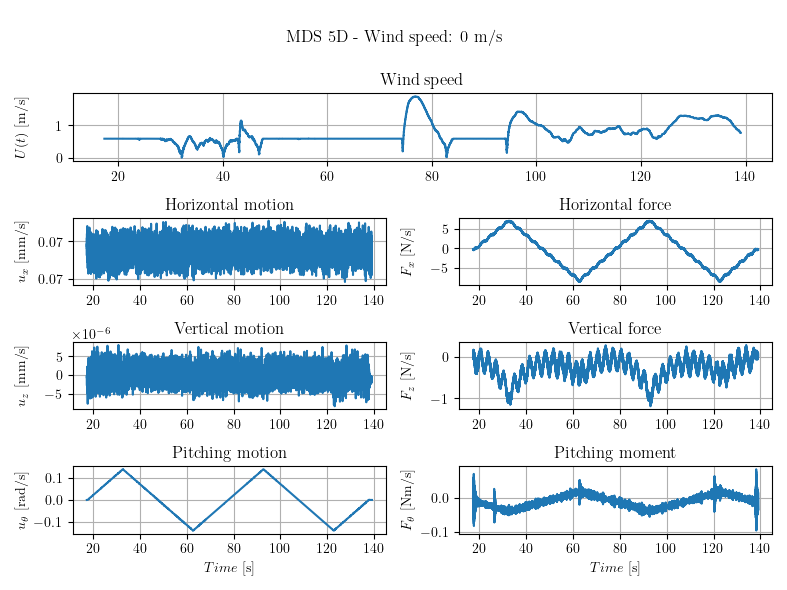 MDS 5D - Wind speed: 0 m/s
Wind speed
U(t) [m/s]
1
0
20 40 60 80 100 120 140
Horizontal motion
u_x [mm/s]
0.07
0.07
20 40 60 80 100 120 140
Horizontal force
F_x [N/s]
5
0
−5
20 40 60 80 100 120 140
Vertical motion
×10⁻⁶
u_z [mm/s]
5
0
−5
20 40 60 80 100 120 140
Vertical force
F_z [N/s]
0
−1
20 40 60 80 100 120 140
Pitching motion
u_θ [rad/s]
0.1
0.0
−0.1
20 40 60 80 100 120 140
Time [s]
Pitching moment
F_θ [Nm/s]
0.0
−0.1
20 40 60 80 100 120 140
Time [s]